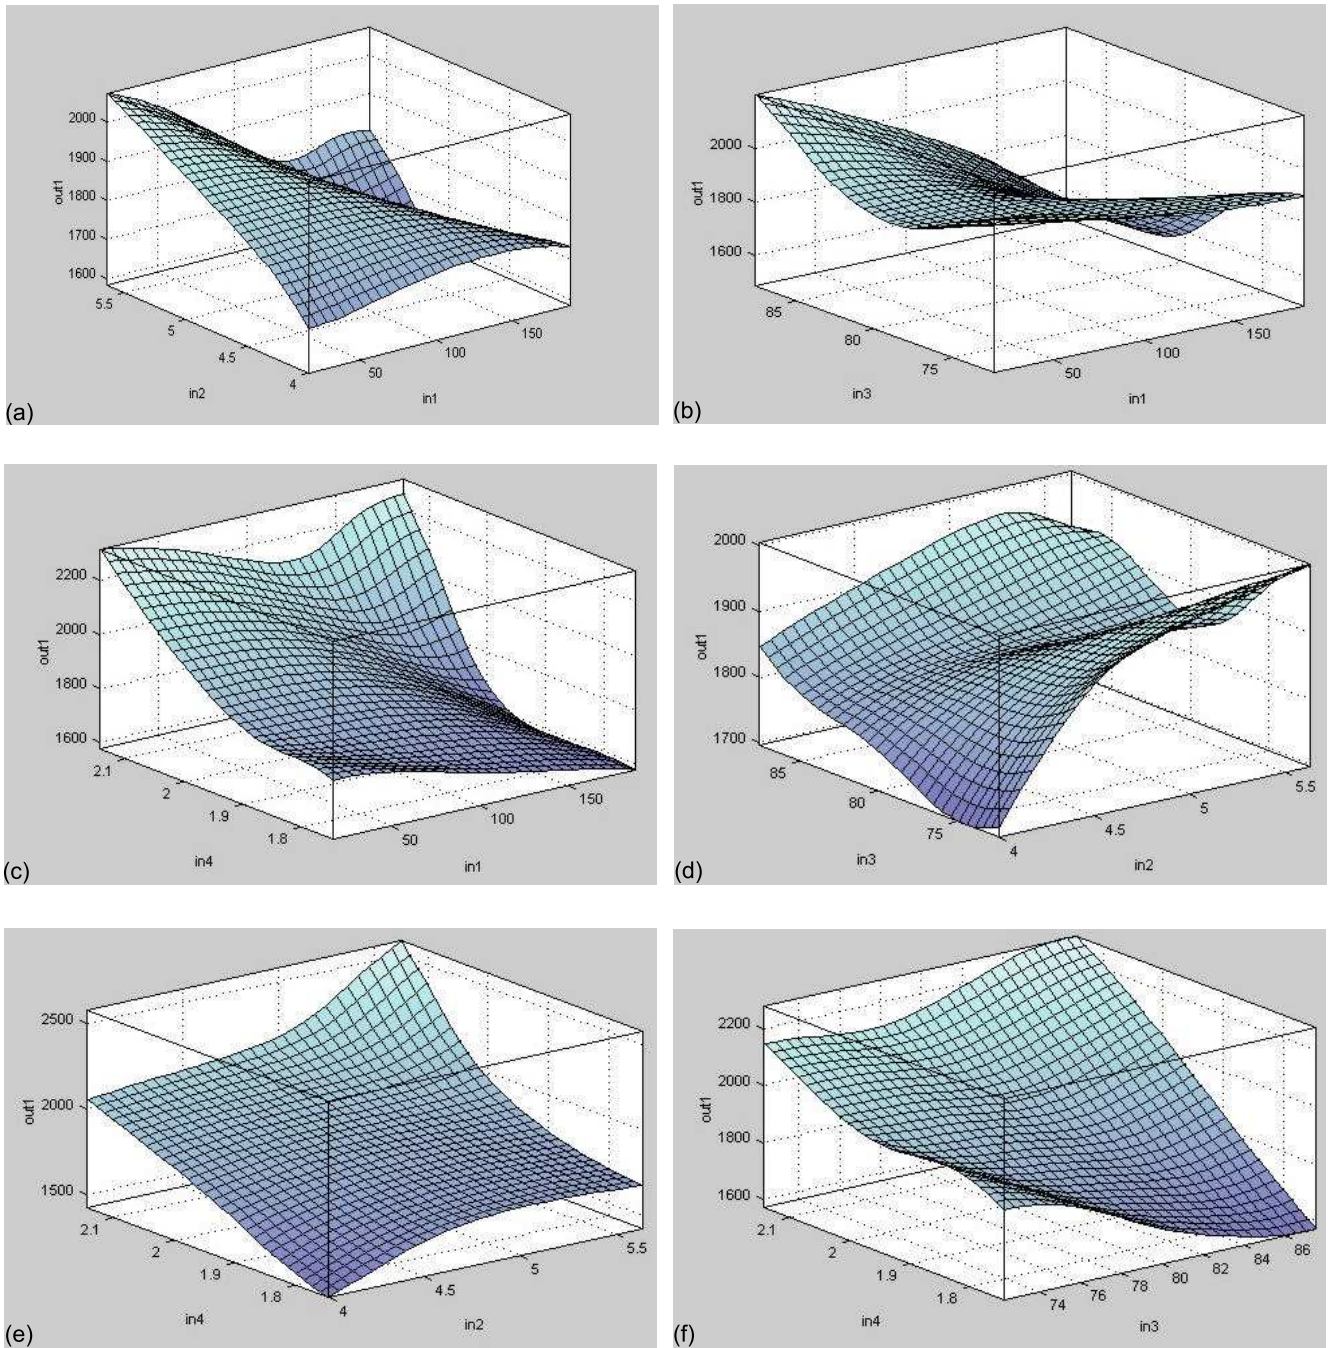 2000
1900
1800
1700
1600
out1
5.5
5
4.5
4
in2
50
100
150
in1
(a)
2000
1800
1600
out1
85
80
75
in3
50
100
150
in1
(b)
2200
2000
1800
1600
out1
2.1
2
1.9
1.8
in4
50
100
150
in1
(c)
2000
1900
1800
1700
out1
85
80
75
in3
4
4.5
5
5.5
in2
(d)
2500
2000
1500
out1
2.1
2
1.9
1.8
in4
4
4.5
5
5.5
in2
(e)
2200
2000
1800
1600
out1
2.1
2
1.9
1.8
in4
74
76
78
80
82
84
86
in3
(f)